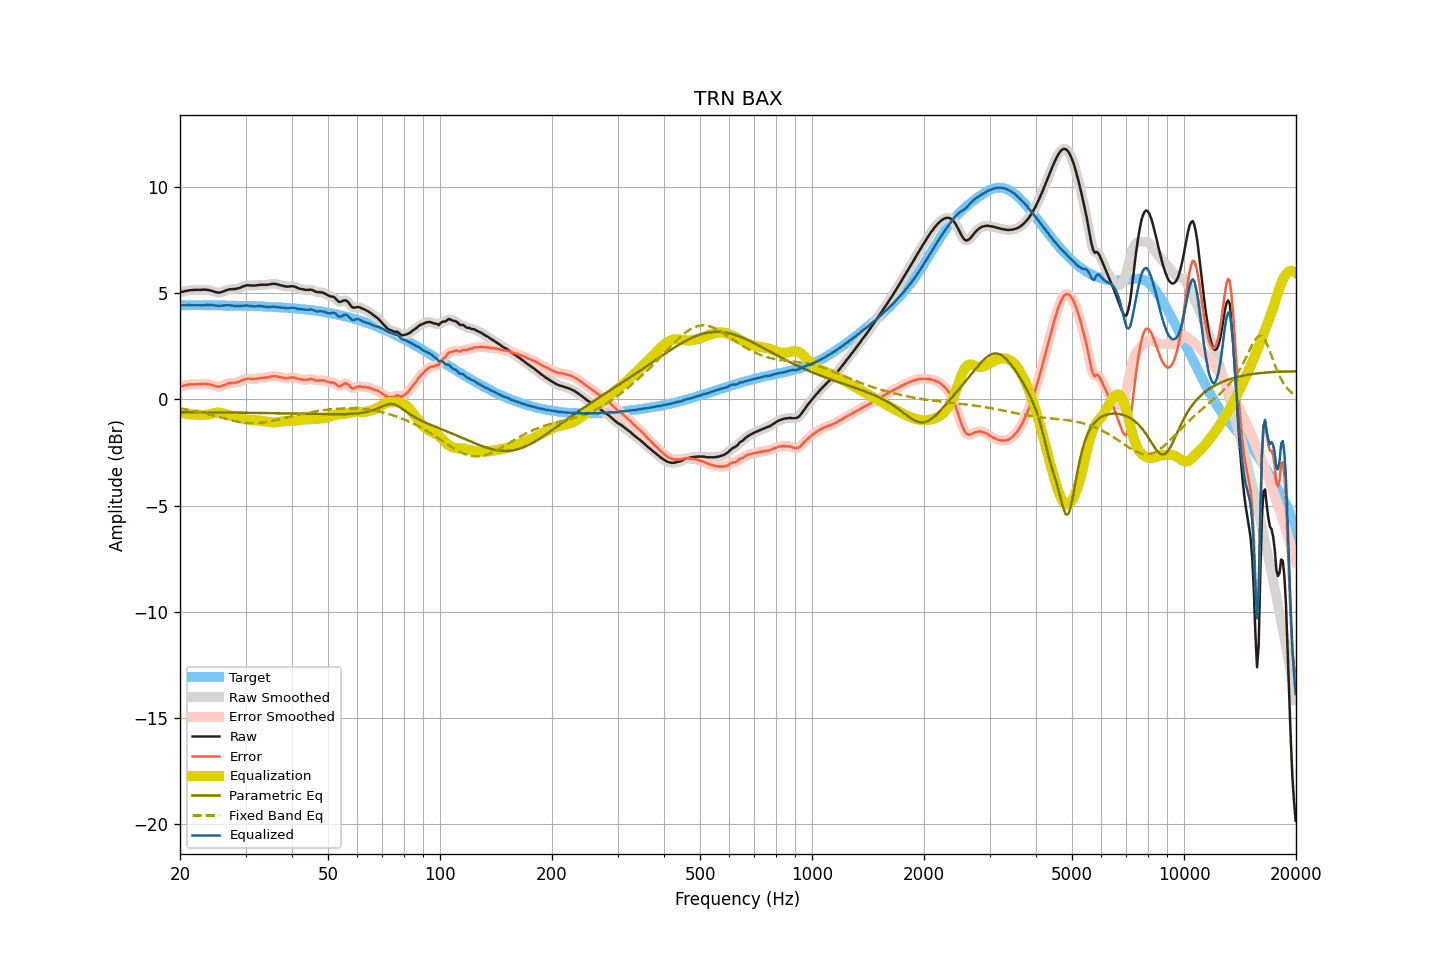 TRN BAX
10
5
0
−5
−10
−15
−20
Amplitude (dBr)
Target
Raw Smoothed
Error Smoothed
Raw
Error
Equalization
Parametric Eq
Fixed Band Eq
Equalized
20 50 100 200 500 1000 2000 5000 10000 20000
Frequency (Hz)